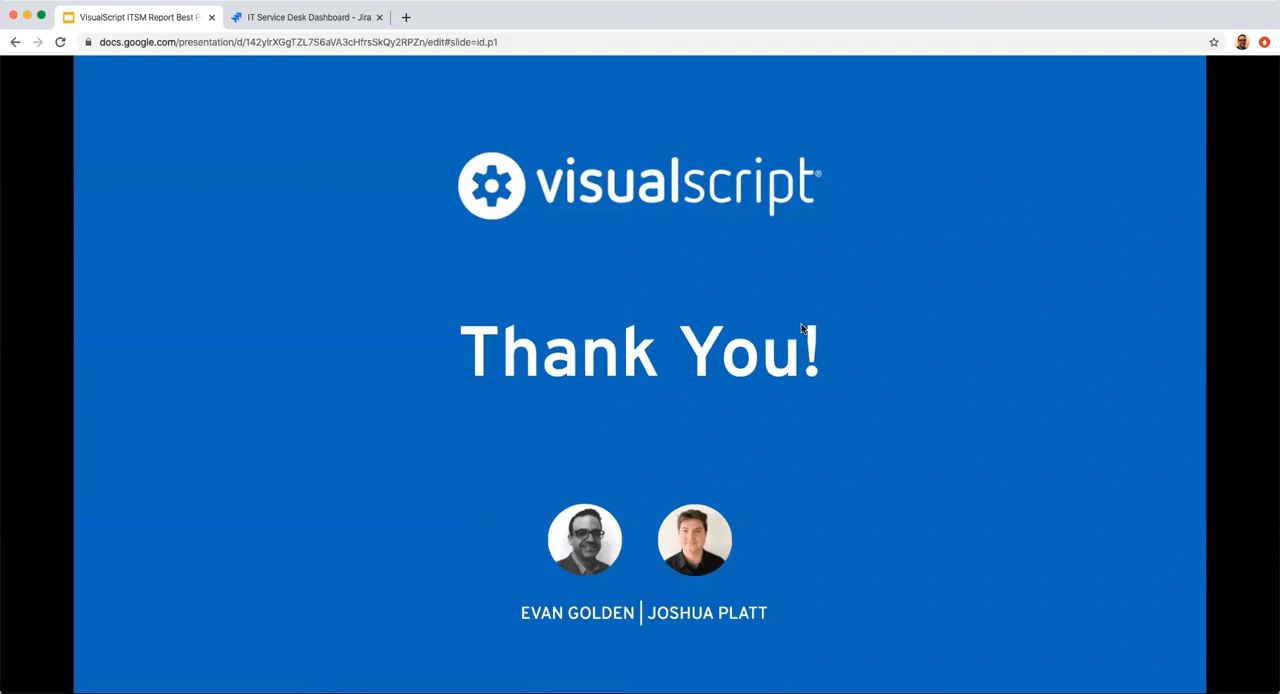 VisualScript ITSM Report Best P
IT Service Desk Dashboard - Jira
docs.google.com/presentation/d/142ylrXGgTZL7S6aVA3cHfrsSkQy2RPZn/edit#slide=id.p1
visualscript®
Thank You!
EVAN GOLDEN | JOSHUA PLATT